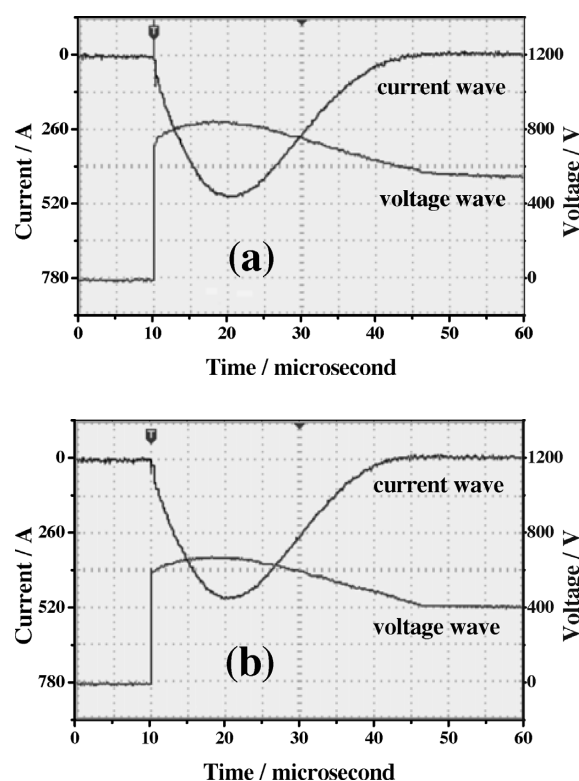 T
0
260
520
780
Current / A
1200
800
400
0
Voltage / V
current wave
voltage wave
(a)
0 10 20 30 40 50 60
Time / microsecond
T
0
260
520
780
Current / A
1200
800
400
0
Voltage / V
current wave
voltage wave
(b)
0 10 20 30 40 50 60
Time / microsecond